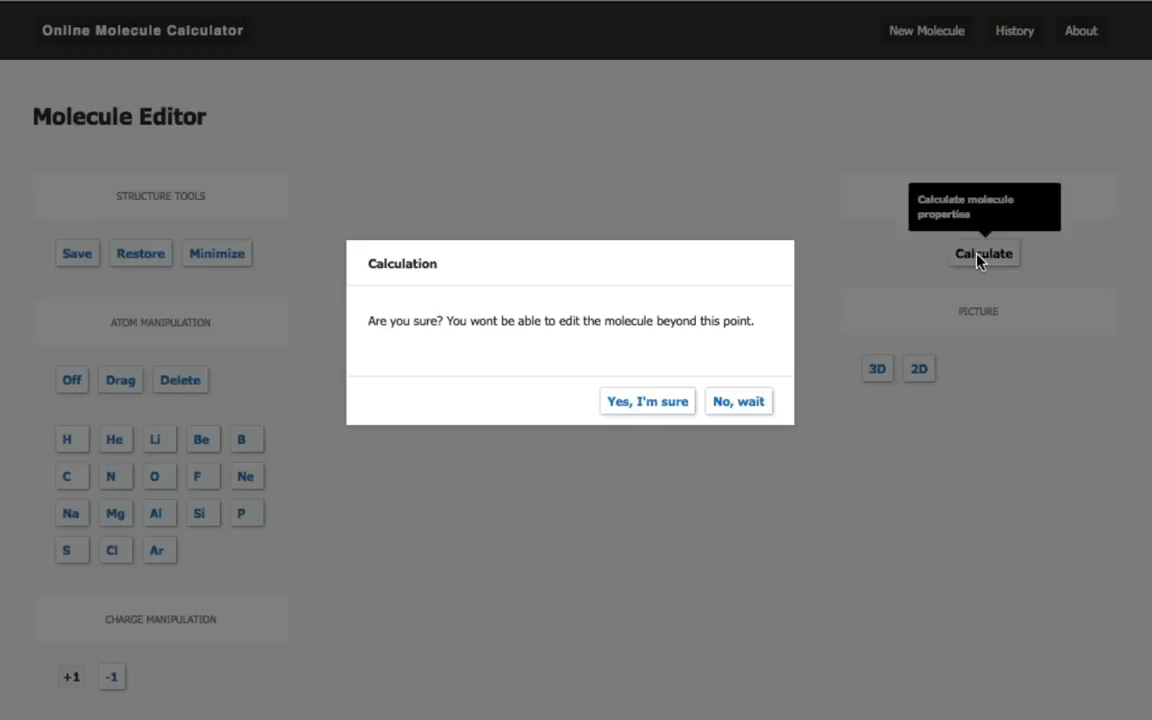 Online Molecule Calculator
New Molecule History About
Molecule Editor
STRUCTURE TOOLS
Save Restore Minimize
ATOM MANIPULATION
Off Drag Delete
H He Li Be B
C N O F Ne
Na Mg Al Si P
S Cl Ar
CHARGE MANIPULATION
+1 -1
Calculation
Are you sure? You wont be able to edit the molecule beyond this point.
Yes, I'm sure No, wait
Calculate molecule
properties
Calculate
PICTURE
3D 2D